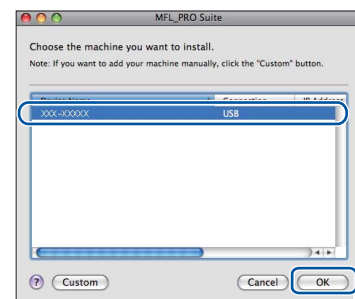 MFL_PRO Suite
Choose the machine you want to install.
Note: If you want to add your machine manually, click the "Custom" button.
Device Name Connection IP Address
XXX-XXXXX USB
? Custom Cancel OK